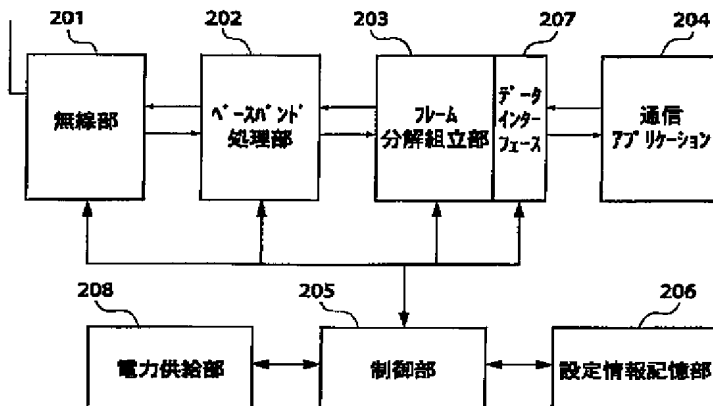 201
202
203
207
204
無線部
ﾍﾞｰｽﾊﾞﾝﾄﾞ
処理部
ﾌﾚｰﾑ
分解組立部
ﾃﾞｰﾀ
ｲﾝﾀｰ
ﾌｪｰｽ
通信
ｱﾌﾟﾘｹｰｼｮﾝ
208
205
206
電力供給部
制御部
設定情報記憶部